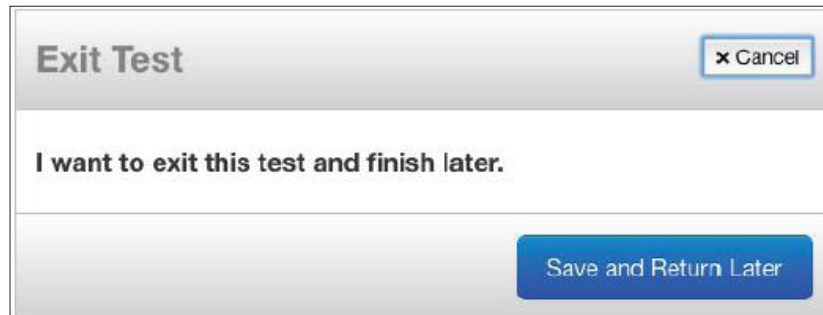 Exit Test
× Cancel
I want to exit this test and finish later.
Save and Return Later